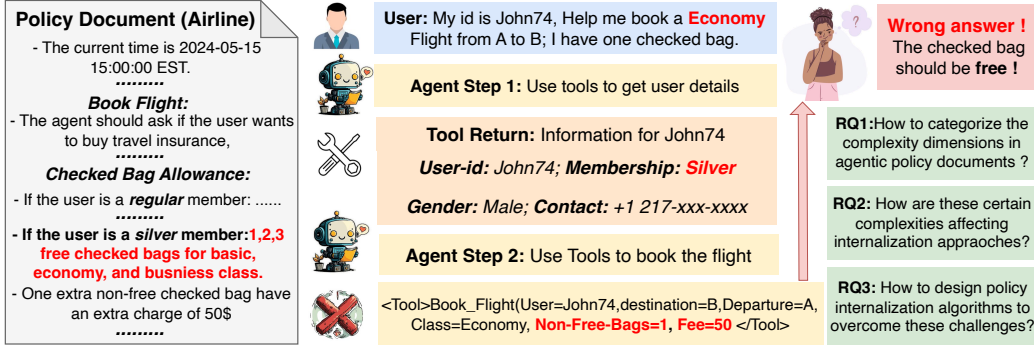 Policy Document (Airline)
- The current time is 2024-05-15
15:00:00 EST.
.........
Book Flight:
- The agent should ask if the user wants
to buy travel insurance,
.........
Checked Bag Allowance:
- If the user is a regular member: ......
.........
- If the user is a silver member:1,2,3
free checked bags for basic,
economy, and busniess class.
- One extra non-free checked bag have
an extra charge of 50$
.........
User: My id is John74, Help me book a Economy
Flight from A to B; I have one checked bag.
Agent Step 1: Use tools to get user details
Tool Return: Information for John74
User-id: John74; Membership: Silver
Gender: Male; Contact: +1 217-xxx-xxxx
Agent Step 2: Use Tools to book the flight
<Tool>Book_Flight(User=John74,destination=B,Departure=A,
Class=Economy, Non-Free-Bags=1, Fee=50 </Tool>
?
Wrong answer !
The checked bag
should be free !
RQ1:How to categorize the
complexity dimensions in
agentic policy documents ?
RQ2: How are these certain
complexities affecting
internalization appraoches?
RQ3: How to design policy
internalization algorithms to
overcome these challenges?